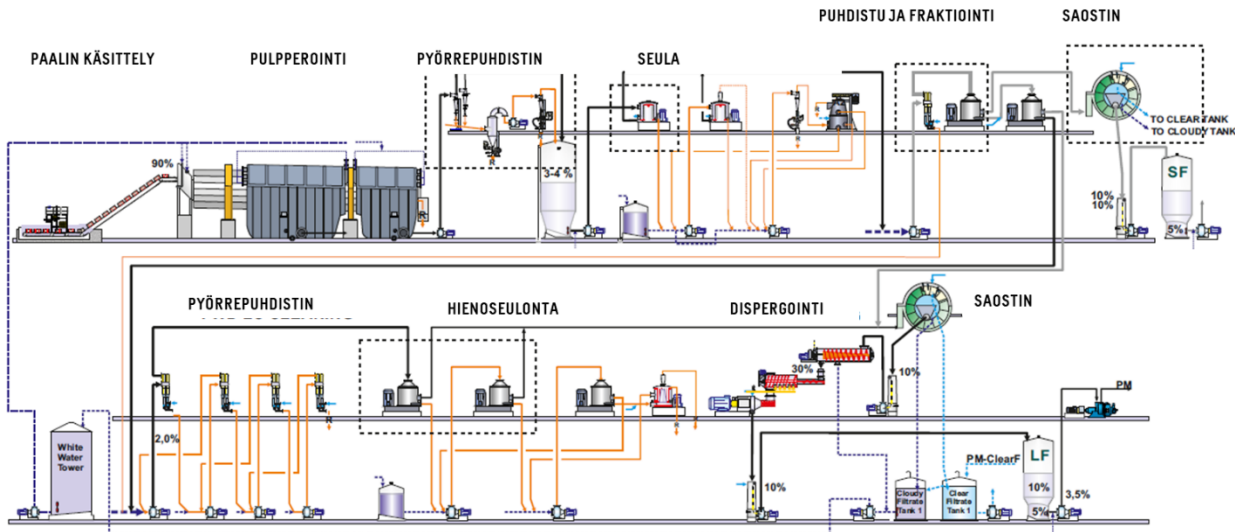 PUHDISTU JA FRAKTIOINTI
SAOSTIN
PAALIN KÄSITTELY
PULPPEROINTI
PYÖRREPUHDISTIN
SEULA
TO CLEAR TANK
TO CLOUDY TANK
90%
R
R
R
R
R
3-4 %
SF
10%
10%
5%
PYÖRREPUHDISTIN
HIENOSEULONTA
DISPERGOINTI
SAOSTIN
30%
10%
PM
R
R
R
2,0%
White
Water
Tower
PM-ClearF
LF
10%
10%
3,5%
Cloudy
Filtrate
Tank 1
Clear
Filtrate
Tank 1
5%